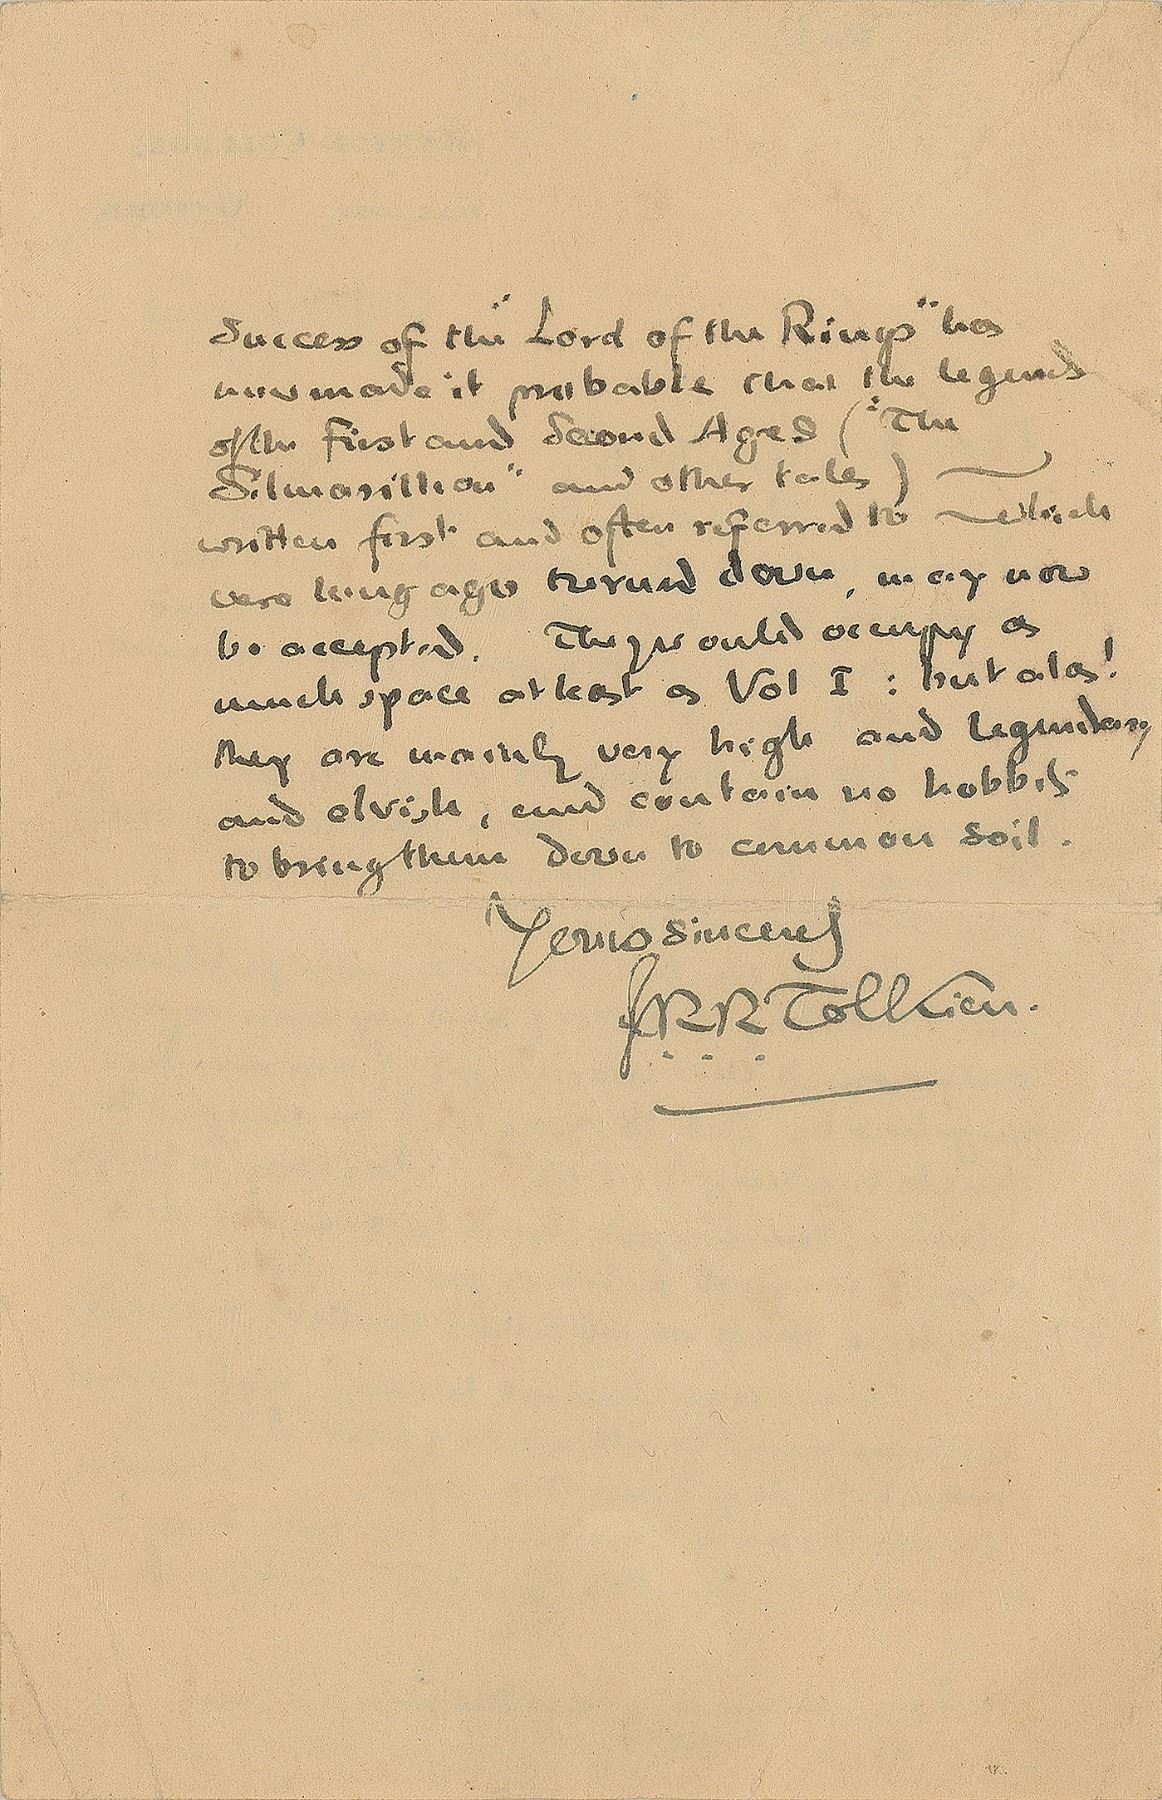 success of the "Lord of the Rings" has
now made it probable that the legends
of the First and Second Ages ("The
Silmarillion" and other tales) —
written first and often referred to — which
were long ago turned down, may now
be accepted. They would occupy as
much space at least as Vol I : but alas!
they are mainly very high and legendary
and elvish, and contain no hobbits
to bring them down to common soil.
Yours sincerely
JRR Tolkien.